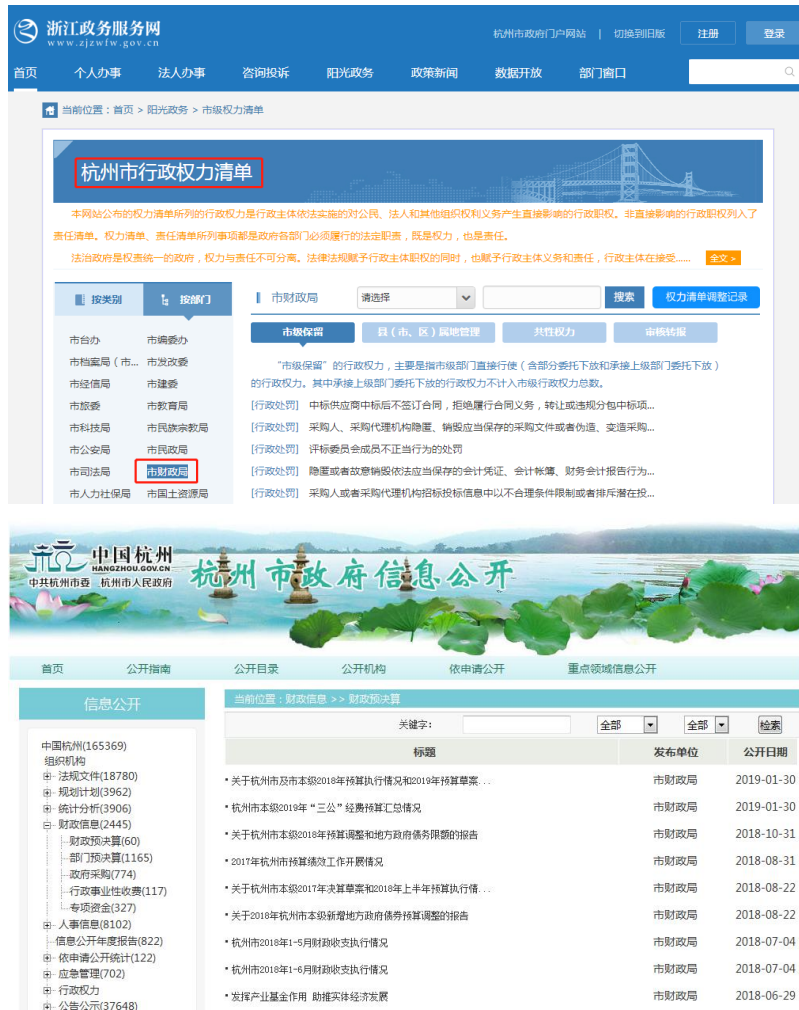 浙江政务服务网
www.zjzwfw.gov.cn
杭州市政府门户网站 | 切换到旧版 注册 登录
首页 个人办事 法人办事 咨询投诉 阳光政务 政策新闻 数据开放 部门窗口
当前位置：首页 > 阳光政务 > 市级权力清单
杭州市行政权力清单
本网站公布的权力清单所列的行政权力是行政主体依法实施的对公民、法人和其他组织权利义务产生直接影响的行政职权。非直接影响的行政职权列入了
责任清单。权力清单、责任清单所列事项都是政府各部门必须履行的法定职责，既是权力，也是责任。
法治政府是权责统一的政府，权力与责任不可分离。法律法规赋予行政主体职权的同时，也赋予行政主体义务和责任，行政主体在接受...... 全文 >
按类别 按部门 市财政局 请选择 搜索 权力清单调整记录
市级保留 县（市、区）属地管理 共性权力 审核转报
市台办 市编委办
市档案局（市... 市发改委
市经信局 市建委
市旅委 市教育局
市科技局 市民族宗教局
市公安局 市民政局
市司法局 市财政局
市人力社保局 市国土资源局
“市级保留”的行政权力，主要是指市级部门直接行使（含部分委托下放和承接上级部门委托下放）
的行政权力。其中承接上级部门委托下放的行政权力不计入市级行政权力总数。
[行政处罚] 中标供应商中标后不签订合同，拒绝履行合同义务，转让或违规分包中标项...
[行政处罚] 采购人、采购代理机构隐匿、销毁应当保存的采购文件或者伪造、变造采购...
[行政处罚] 评标委员会成员不正当行为的处罚
[行政处罚] 隐匿或者故意销毁依法应当保存的会计凭证、会计帐簿、财务会计报告行为...
[行政处罚] 采购人或者采购代理机构招标投标信息中以不合理条件限制或者排斥潜在投...
中国杭州
HANGZHOU.GOV.CN
中共杭州市委 杭州市人民政府
杭州市政府信息公开
首页 公开指南 公开目录 公开机构 依申请公开 重点领域信息公开
信息公开
中国杭州(165369)
组织机构
法规文件(18780)
规划计划(3962)
统计分析(3906)
财政信息(2445)
财政预决算(60)
部门预决算(1165)
政府采购(774)
行政事业性收费(117)
专项资金(327)
人事信息(8102)
信息公开年度报告(822)
依申请公开统计(122)
应急管理(702)
行政权力
公告公示(37648)
当前位置：财政信息 >> 财政预决算
关键字： 全部 全部 检索
标题 发布单位 公开日期
关于杭州市及市本级2018年预算执行情况和2019年预算草案... 市财政局 2019-01-30
杭州市本级2019年“三公”经费预算汇总情况 市财政局 2019-01-30
关于杭州市本级2018年预算调整和地方政府债务限额的报告 市财政局 2018-10-31
2017年杭州市预算绩效工作开展情况 市财政局 2018-08-31
关于杭州市本级2017年决算草案和2018年上半年预算执行情... 市财政局 2018-08-22
关于2018年杭州市本级新增地方政府债券预算调整的报告 市财政局 2018-08-22
杭州市2018年1-5月财政收支执行情况 市财政局 2018-07-04
杭州市2018年1-6月财政收支执行情况 市财政局 2018-07-04
发挥产业基金作用 助推实体经济发展 市财政局 2018-06-29